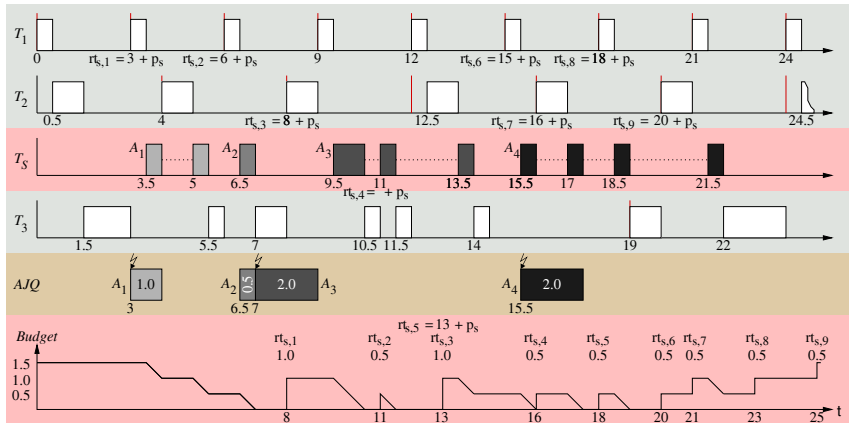 T1
0 rts,1 = 3 + ps rts,2 = 6 + ps 9 12 rts,6 = 15 + ps rts,8 = 18 + ps 21 24
T2
0.5 4 rts,3 = 8 + ps 12.5 rts,7 = 16 + ps rts,9 = 20 + ps 24.5
TS A1 A2 A3 A4
3.5 5 6.5 9.5 11 13.5 15.5 17 18.5 21.5
rts,4 = + ps
T3
1.5 5.5 7 10.5 11.5 14 19 22
AJQ A1 1.0 A2 0.5 2.0 A3 A4 2.0
3 6.5 7 15.5
rts,5 = 13 + ps
Budget rts,1 rts,2 rts,3 rts,4 rts,5 rts,6 rts,7 rts,8 rts,9
1.0 0.5 1.0 0.5 0.5 0.5 0.5 0.5 0.5
1.5
1.0
0.5
8 11 13 16 18 20 21 23 25 t